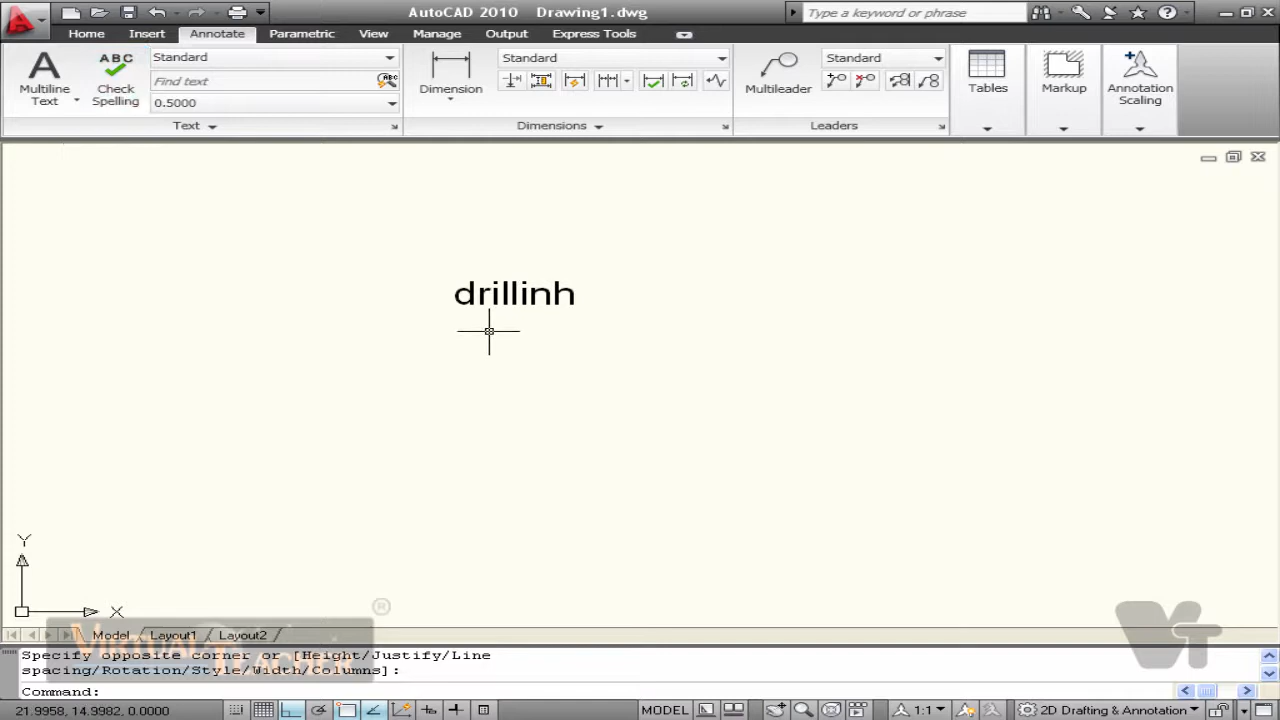 AutoCAD 2010 Drawing1.dwg
Type a keyword or phrase
Home Insert Annotate Parametric View Manage Output Express Tools
Standard
Standard
Standard
ABC
Find text
ABC
Multiline Text
Check Spelling
0.5000
Dimension
Multileader
Tables
Markup
Annotation Scaling
Text
Dimensions
Leaders
drillinh
Y
X
®
VT
Model Layout1 Layout2
Specify opposite corner or [Height/Justify/Line
spacing/Rotation/Style/Width/Columns]:
Command:
21.9958, 14.9982, 0.0000
MODEL
1:1
2D Drafting & Annotation